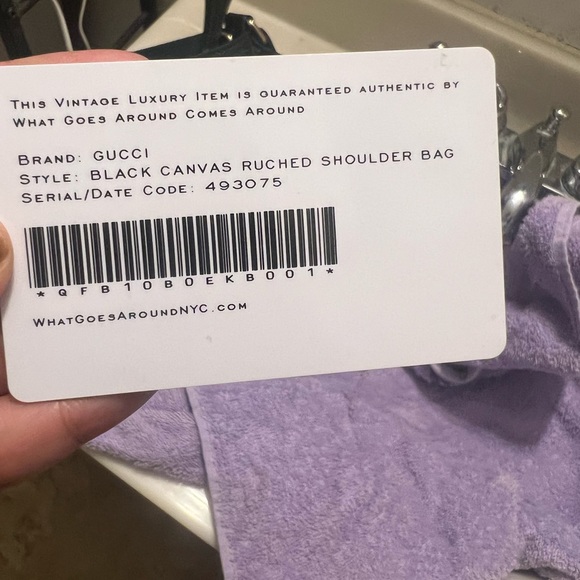 THIS VINTAGE LUXURY ITEM IS GUARANTEED AUTHENTIC BY
WHAT GOES AROUND COMES AROUND
BRAND: GUCCI
STYLE: BLACK CANVAS RUCHED SHOULDER BAG
SERIAL/DATE CODE: 493075
*QFB10B0EKB001*
WHATGOESAROUNDNYC.COM